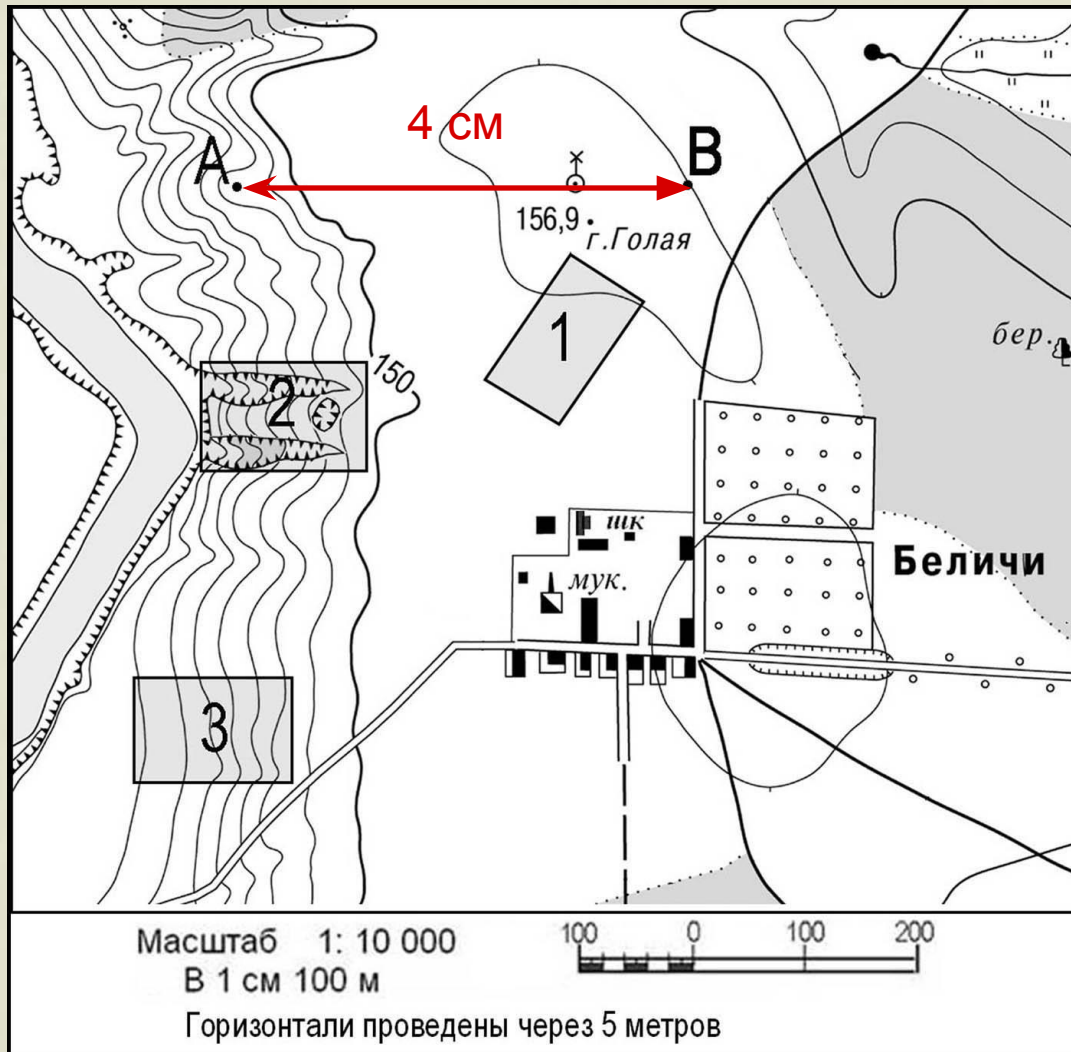 4 см
А
В
156,9
г.Голая
1
бер.
150
2
шк
Беличи
мук.
3
Масштаб 1: 10 000
В 1 см 100 м
100 0 100 200
Горизонтали проведены через 5 метров